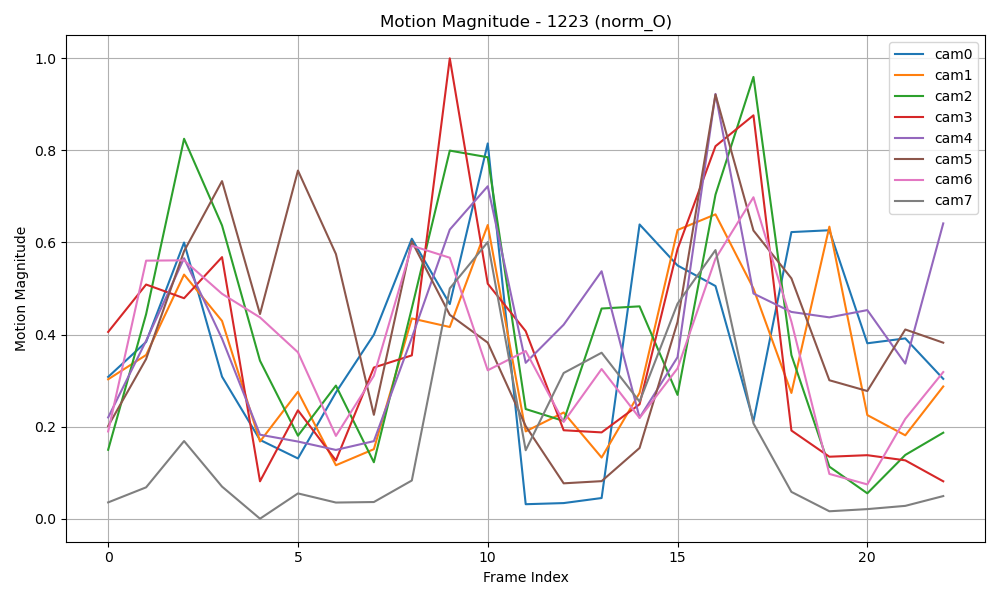 Motion Magnitude - 1223 (norm_O)
Motion Magnitude
1.0
0.8
0.6
0.4
0.2
0.0
0
5
10
15
20
Frame Index
cam0
cam1
cam2
cam3
cam4
cam5
cam6
cam7